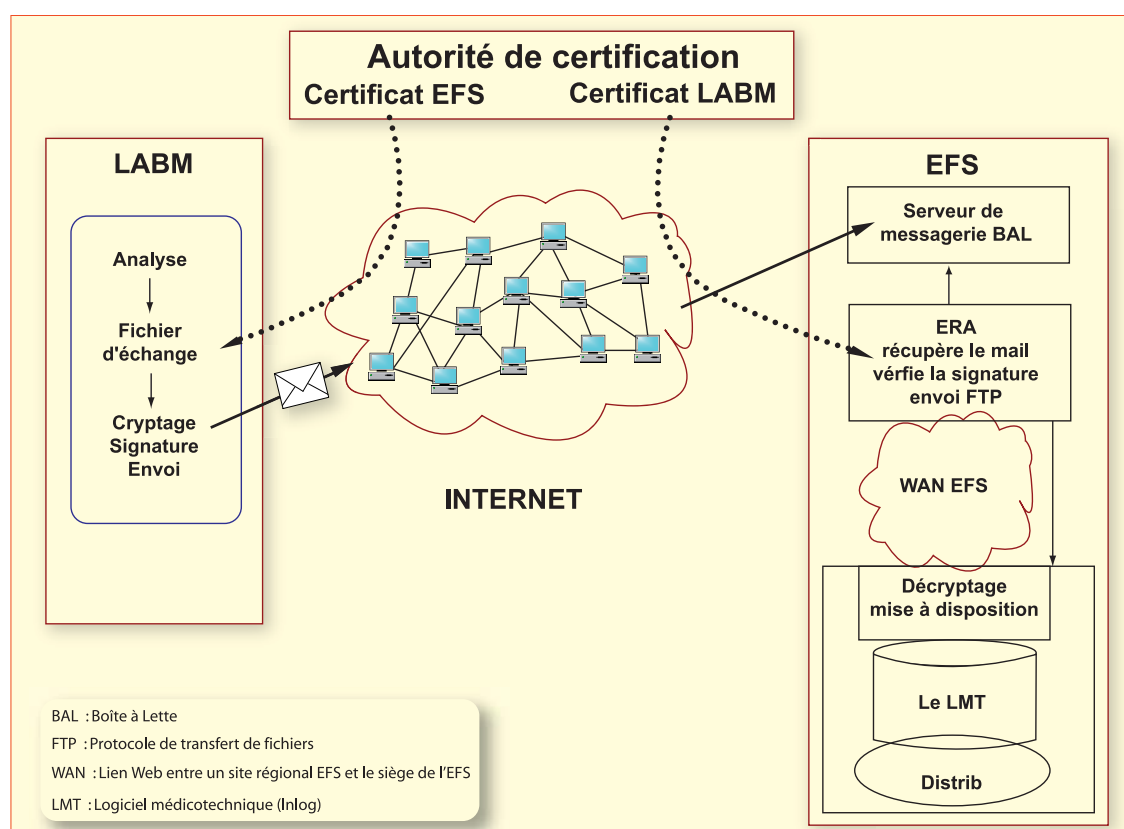 Autorité de certification
Certificat EFS
Certificat LABM
LABM
Analyse
Fichier
d'échange
Cryptage
Signature
Envoi
INTERNET
EFS
Serveur de
messagerie BAL
ERA
récupère le mail
vérfie la signature
envoi FTP
WAN EFS
Décryptage
mise à disposition
Le LMT
Distrib
BAL : Boîte à Lette
FTP : Protocole de transfert de fichiers
WAN : Lien Web entre un site régional EFS et le siège de l'EFS
LMT : Logiciel médicotechnique (Inlog)